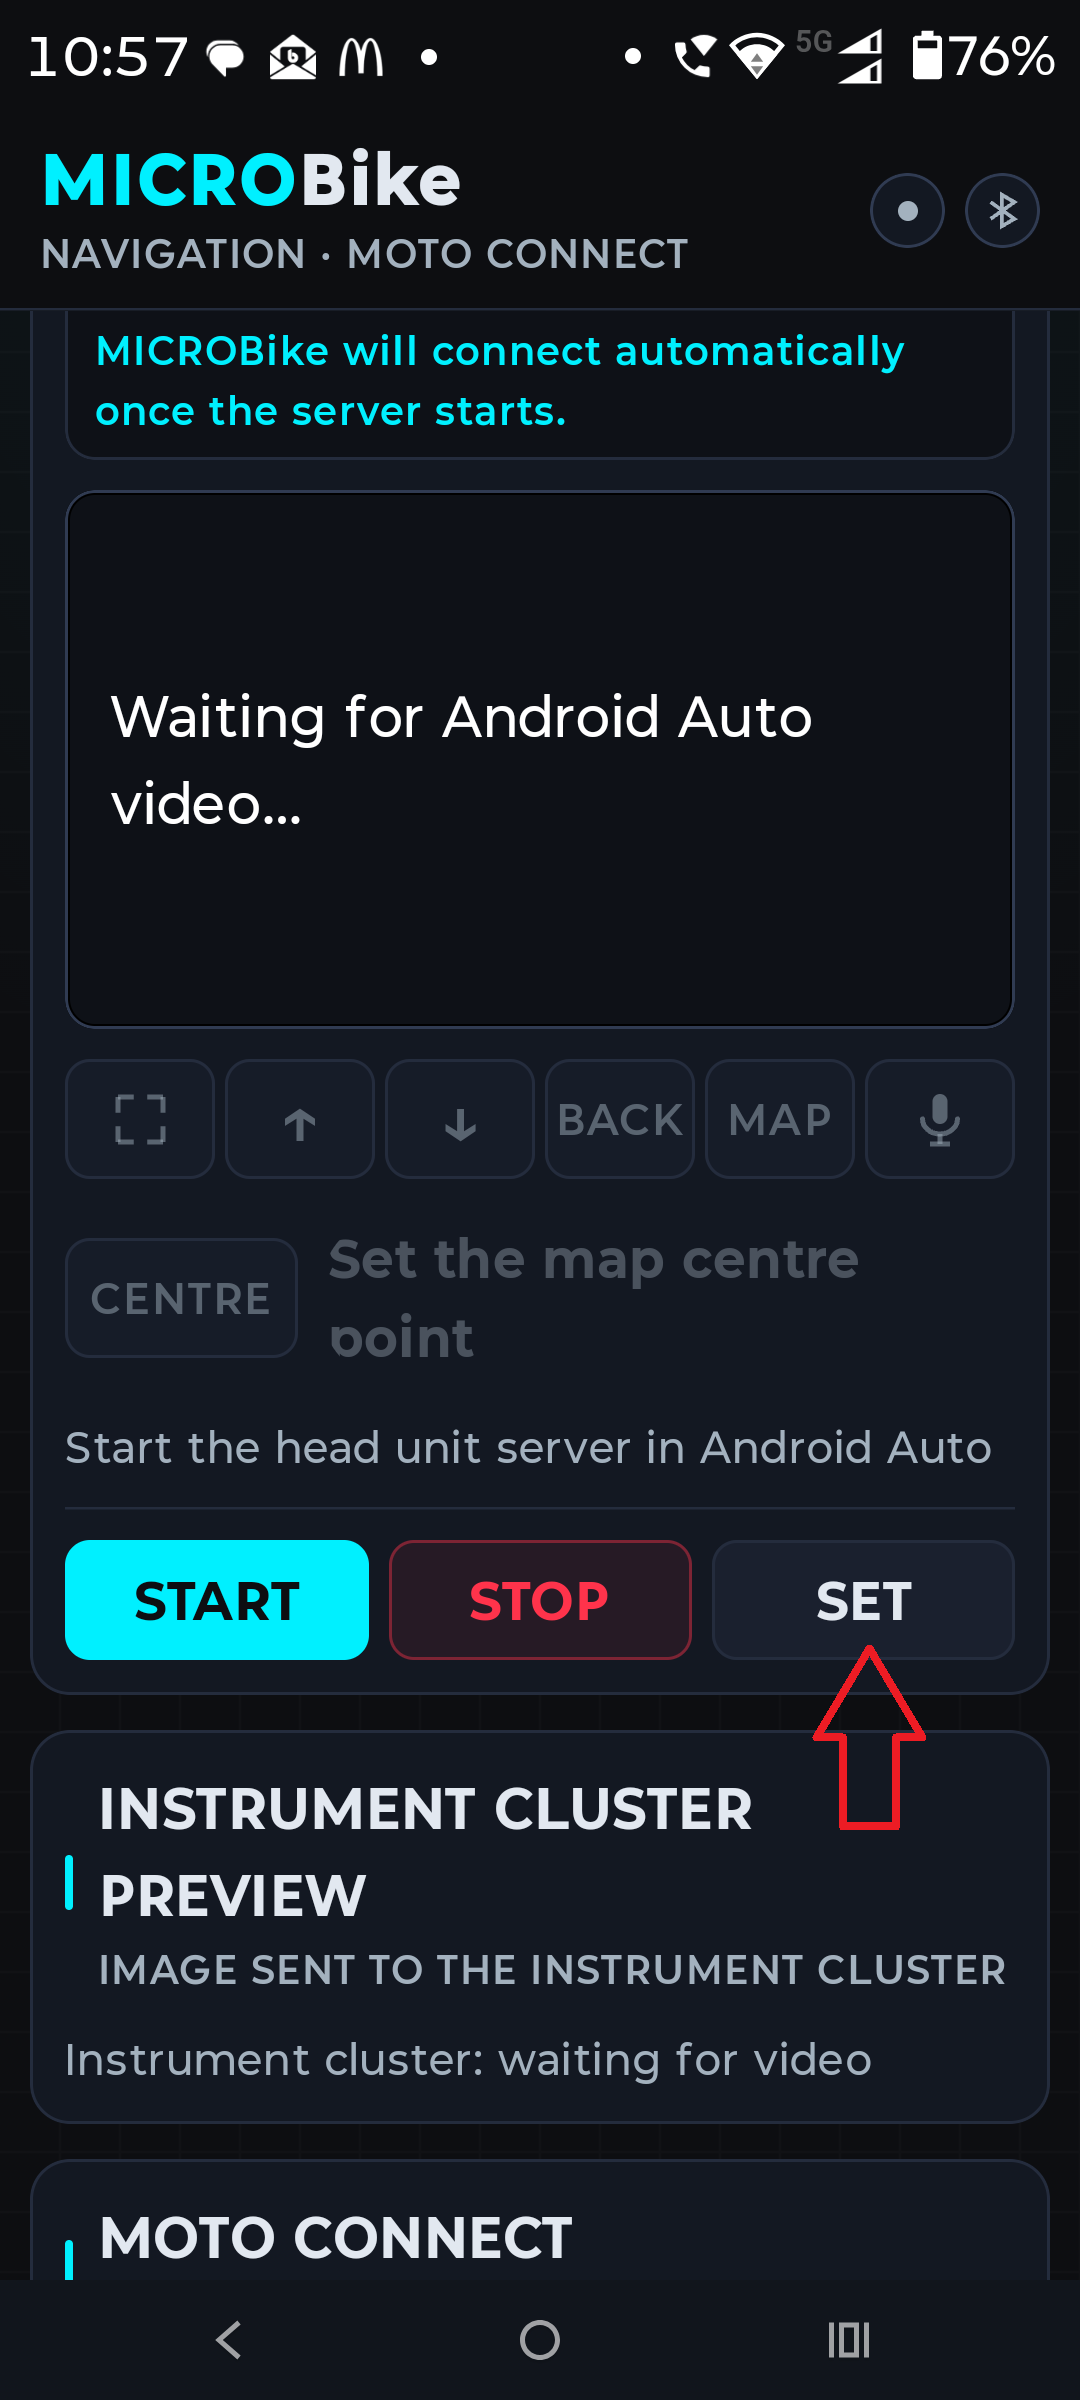 10:57
5G
76%
MICROBike
NAVIGATION · MOTO CONNECT
MICROBike will connect automatically
once the server starts.
Waiting for Android Auto
video...
BACK
MAP
CENTRE
Set the map centre
point
Start the head unit server in Android Auto
START
STOP
SET
INSTRUMENT CLUSTER
PREVIEW
IMAGE SENT TO THE INSTRUMENT CLUSTER
Instrument cluster: waiting for video
MOTO CONNECT